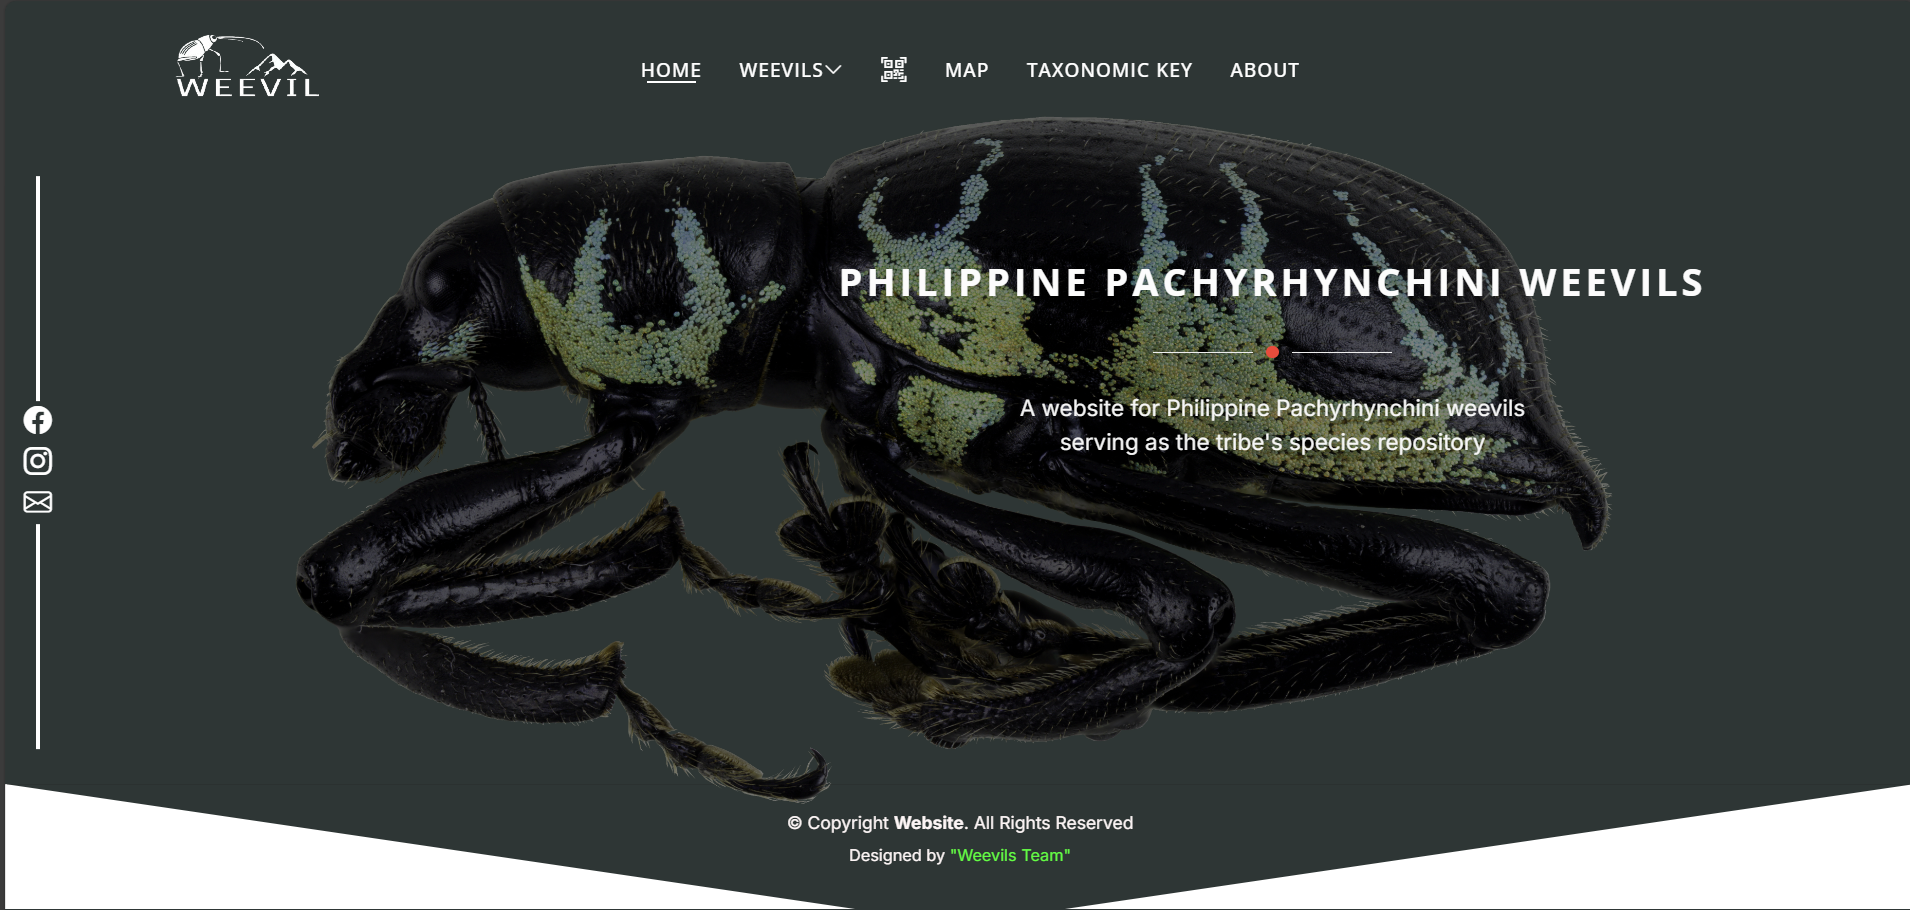 WEEVIL
HOME WEEVILS MAP TAXONOMIC KEY ABOUT
PHILIPPINE PACHYRHYNCHINI WEEVILS
A website for Philippine Pachyrhynchini weevils
serving as the tribe's species repository
© Copyright Website. All Rights Reserved
Designed by "Weevils Team"